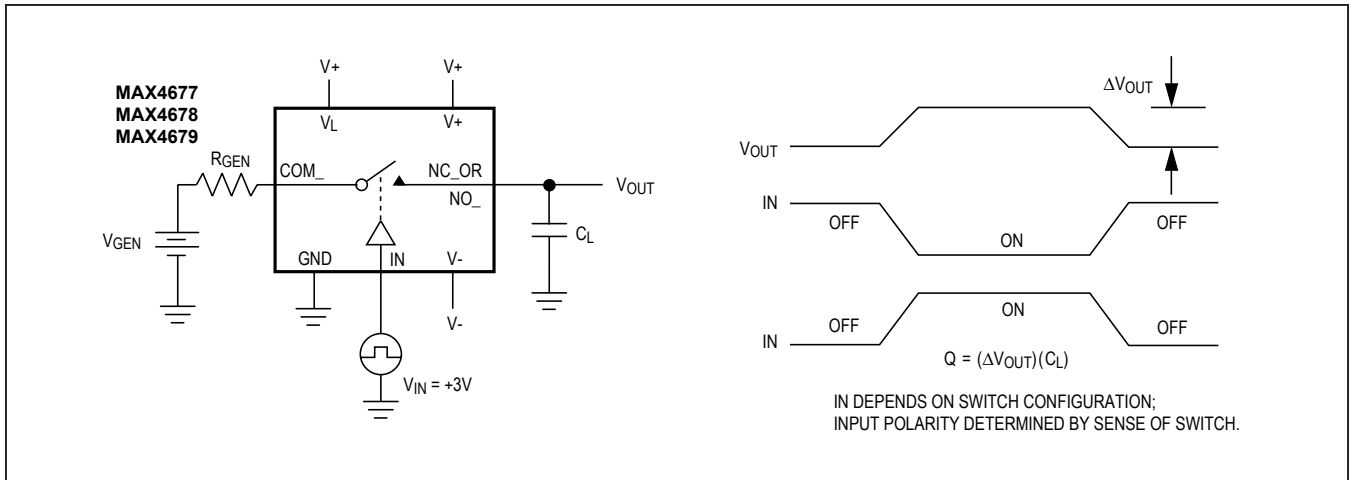 MAX4677
MAX4678
MAX4679
V+
V+
VL
V+
RGEN
COM_
NC_OR
NO_
VOUT
VGEN
CL
GND
IN
V-
V-
VIN = +3V
ΔVOUT
VOUT
IN
OFF
ON
OFF
IN
OFF
ON
OFF
Q = (ΔVOUT)(CL)
IN DEPENDS ON SWITCH CONFIGURATION;
INPUT POLARITY DETERMINED BY SENSE OF SWITCH.